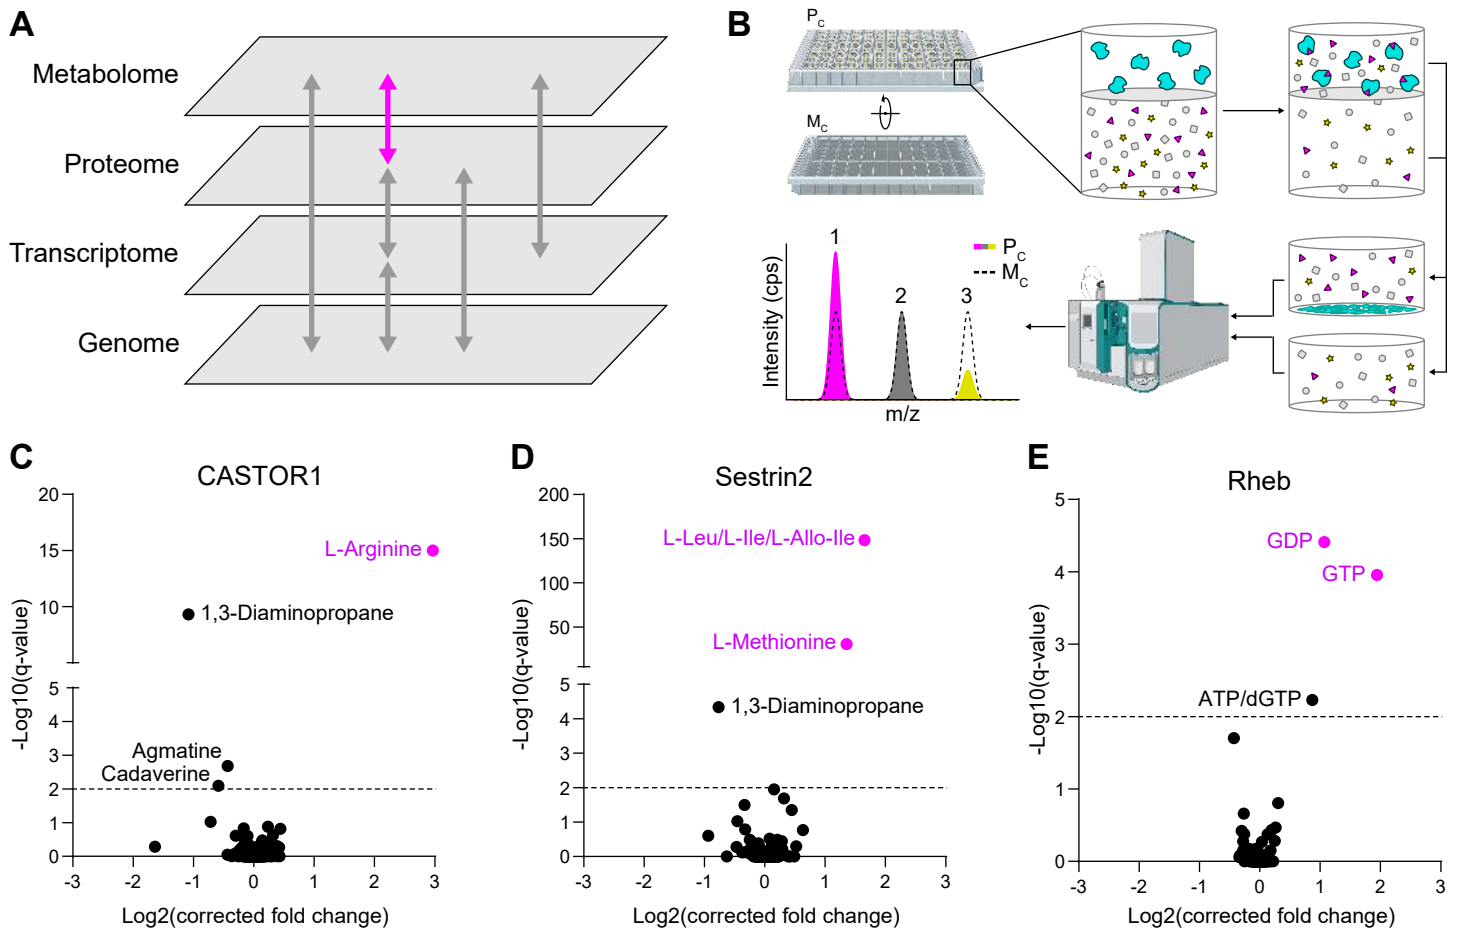 A
Metabolome
Proteome
Transcriptome
Genome
B
PC
MC
Intensity (cps)
1
2
3
PC
MC
m/z
C
CASTOR1
-Log10(q-value)
20
15
10
5
4
3
2
1
0
L-Arginine
1,3-Diaminopropane
Agmatine
Cadaverine
-3 -2 -1 0 1 2 3
Log2(corrected fold change)
D
Sestrin2
-Log10(q-value)
200
150
100
50
5
4
3
2
1
0
L-Leu/L-Ile/L-Allo-Ile
L-Methionine
1,3-Diaminopropane
-3 -2 -1 0 1 2 3
Log2(corrected fold change)
E
Rheb
-Log10(q-value)
5
4
3
2
1
0
GDP
GTP
ATP/dGTP
-3 -2 -1 0 1 2 3
Log2(corrected fold change)